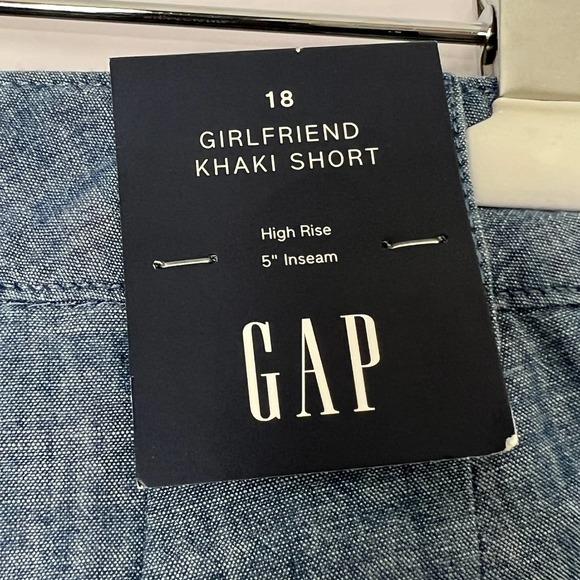 18
GIRLFRIEND
KHAKI SHORT
High Rise
5" Inseam
GAP